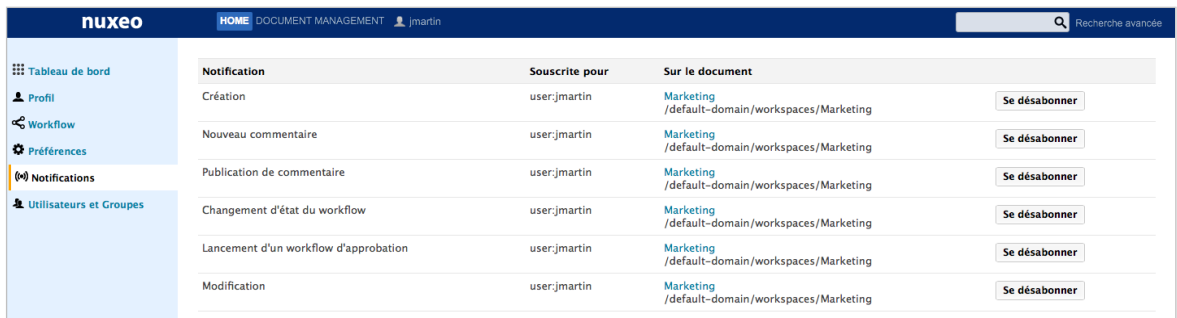 nuxeo HOME DOCUMENT MANAGEMENT jmartin Recherche avancée
Tableau de bord
Profil
Workflow
Préférences
Notifications
Utilisateurs et Groupes
Notification Souscrite pour Sur le document
Création user:jmartin Marketing Se désabonner
/default-domain/workspaces/Marketing
Nouveau commentaire user:jmartin Marketing Se désabonner
/default-domain/workspaces/Marketing
Publication de commentaire user:jmartin Marketing Se désabonner
/default-domain/workspaces/Marketing
Changement d'état du workflow user:jmartin Marketing Se désabonner
/default-domain/workspaces/Marketing
Lancement d'un workflow d'approbation user:jmartin Marketing Se désabonner
/default-domain/workspaces/Marketing
Modification user:jmartin Marketing Se désabonner
/default-domain/workspaces/Marketing